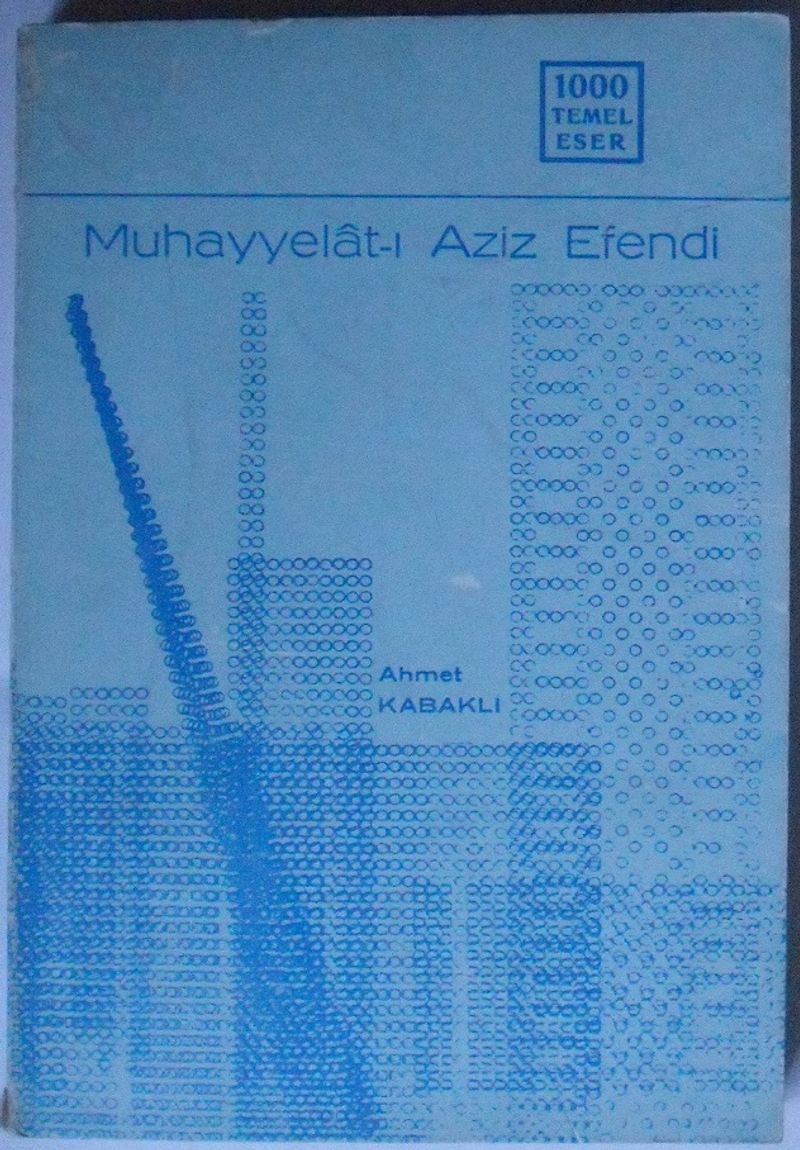 1000
TEMEL
ESER
Muhayyelât-ı Aziz Efendi
Ahmet
KABAKLI